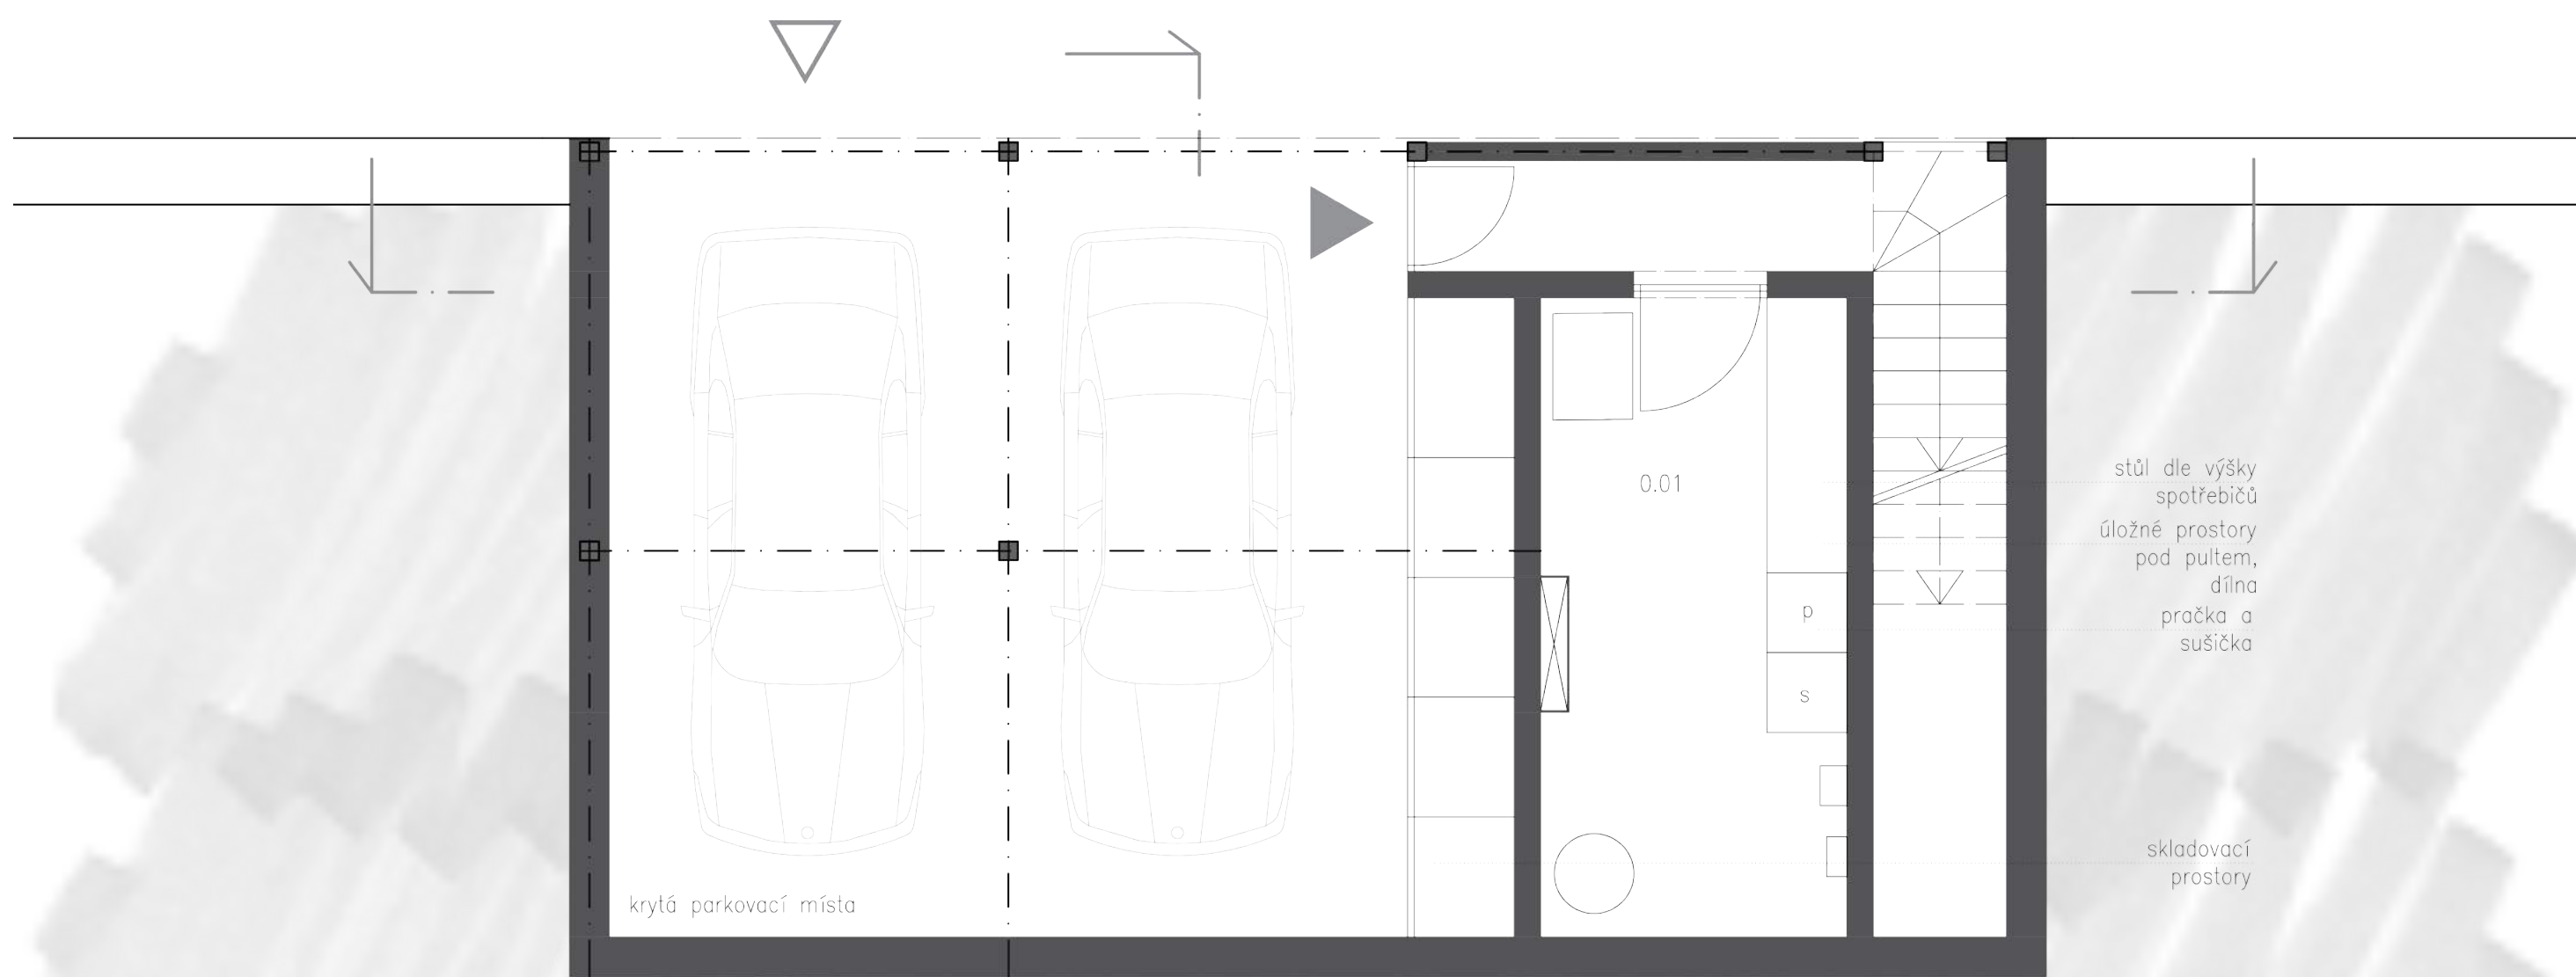 0.01
p
s
krytá parkovací místa
stůl dle výšky
spotřebičů
úložné prostory
pod pultem,
dílna
pračka a
sušička
skladovací
prostory